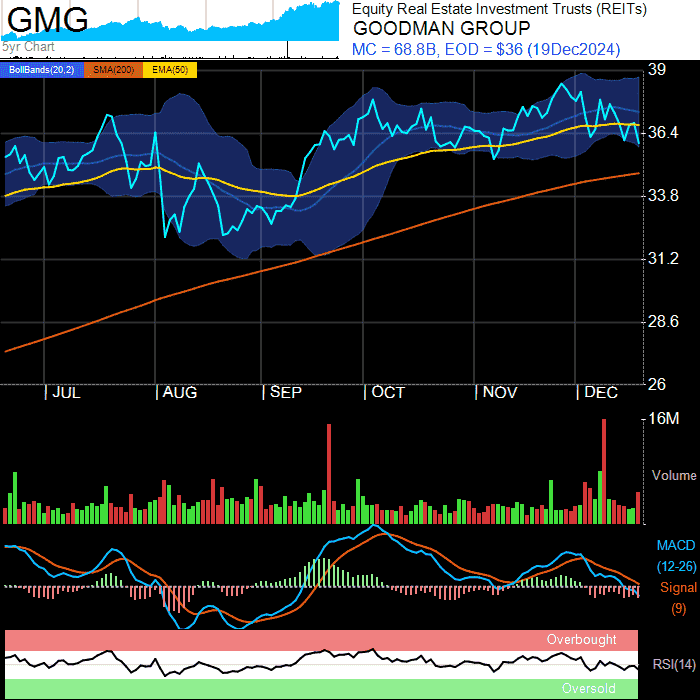 GMG
5yr Chart
Equity Real Estate Investment Trusts (REITs)
GOODMAN GROUP
MC = 68.8B, EOD = $36 (19Dec2024)
BollBands(20,2) SMA(200) EMA(50)
39
36.4
33.8
31.2
28.6
26
| JUL | AUG | SEP | OCT | NOV | DEC
16M
Volume
MACD
(12-26)
Signal
(9)
Overbought
RSI(14)
Oversold